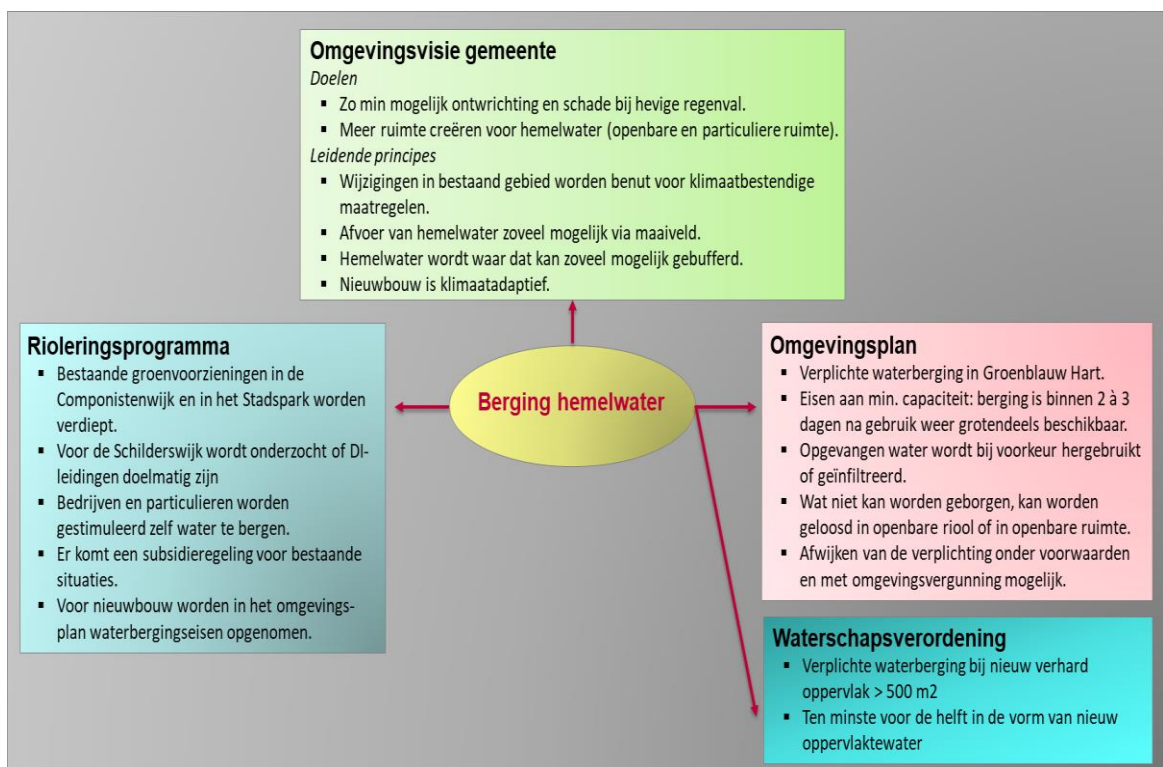 Omgevingsvisie gemeente
Doelen
▪ Zo min mogelijk ontwrichting en schade bij hevige regenval.
▪ Meer ruimte creëren voor hemelwater (openbare en particuliere ruimte).
Leidende principes
▪ Wijzigingen in bestaand gebied worden benut voor klimaatbestendige
maatregelen.
▪ Afvoer van hemelwater zoveel mogelijk via maaiveld.
▪ Hemelwater wordt waar dat kan zoveel mogelijk gebufferd.
▪ Nieuwbouw is klimaatadaptief.
Rioleringsprogramma
▪ Bestaande groenvoorzieningen in de
Componistenwijk en in het Stadspark worden
verdiept.
▪ Voor de Schilderswijk wordt onderzocht of DI-
leidingen doelmatig zijn
▪ Bedrijven en particulieren worden
gestimuleerd zelf water te bergen.
▪ Er komt een subsidieregeling voor bestaande
situaties.
▪ Voor nieuwbouw worden in het omgevings-
plan waterbergingseisen opgenomen.
Berging hemelwater
Omgevingsplan
▪ Verplichte waterberging in Groenblauw Hart.
▪ Eisen aan min. capaciteit: berging is binnen 2 à 3
dagen na gebruik weer grotendeels beschikbaar.
▪ Opgevangen water wordt bij voorkeur hergebruikt
of geïnfiltreerd.
▪ Wat niet kan worden geborgen, kan worden
geloosd in openbare riool of in openbare ruimte.
▪ Afwijken van de verplichting onder voorwaarden
en met omgevingsvergunning mogelijk.
Waterschapsverordening
▪ Verplichte waterberging bij nieuw verhard
oppervlak > 500 m2
▪ Ten minste voor de helft in de vorm van nieuw
oppervlaktewater